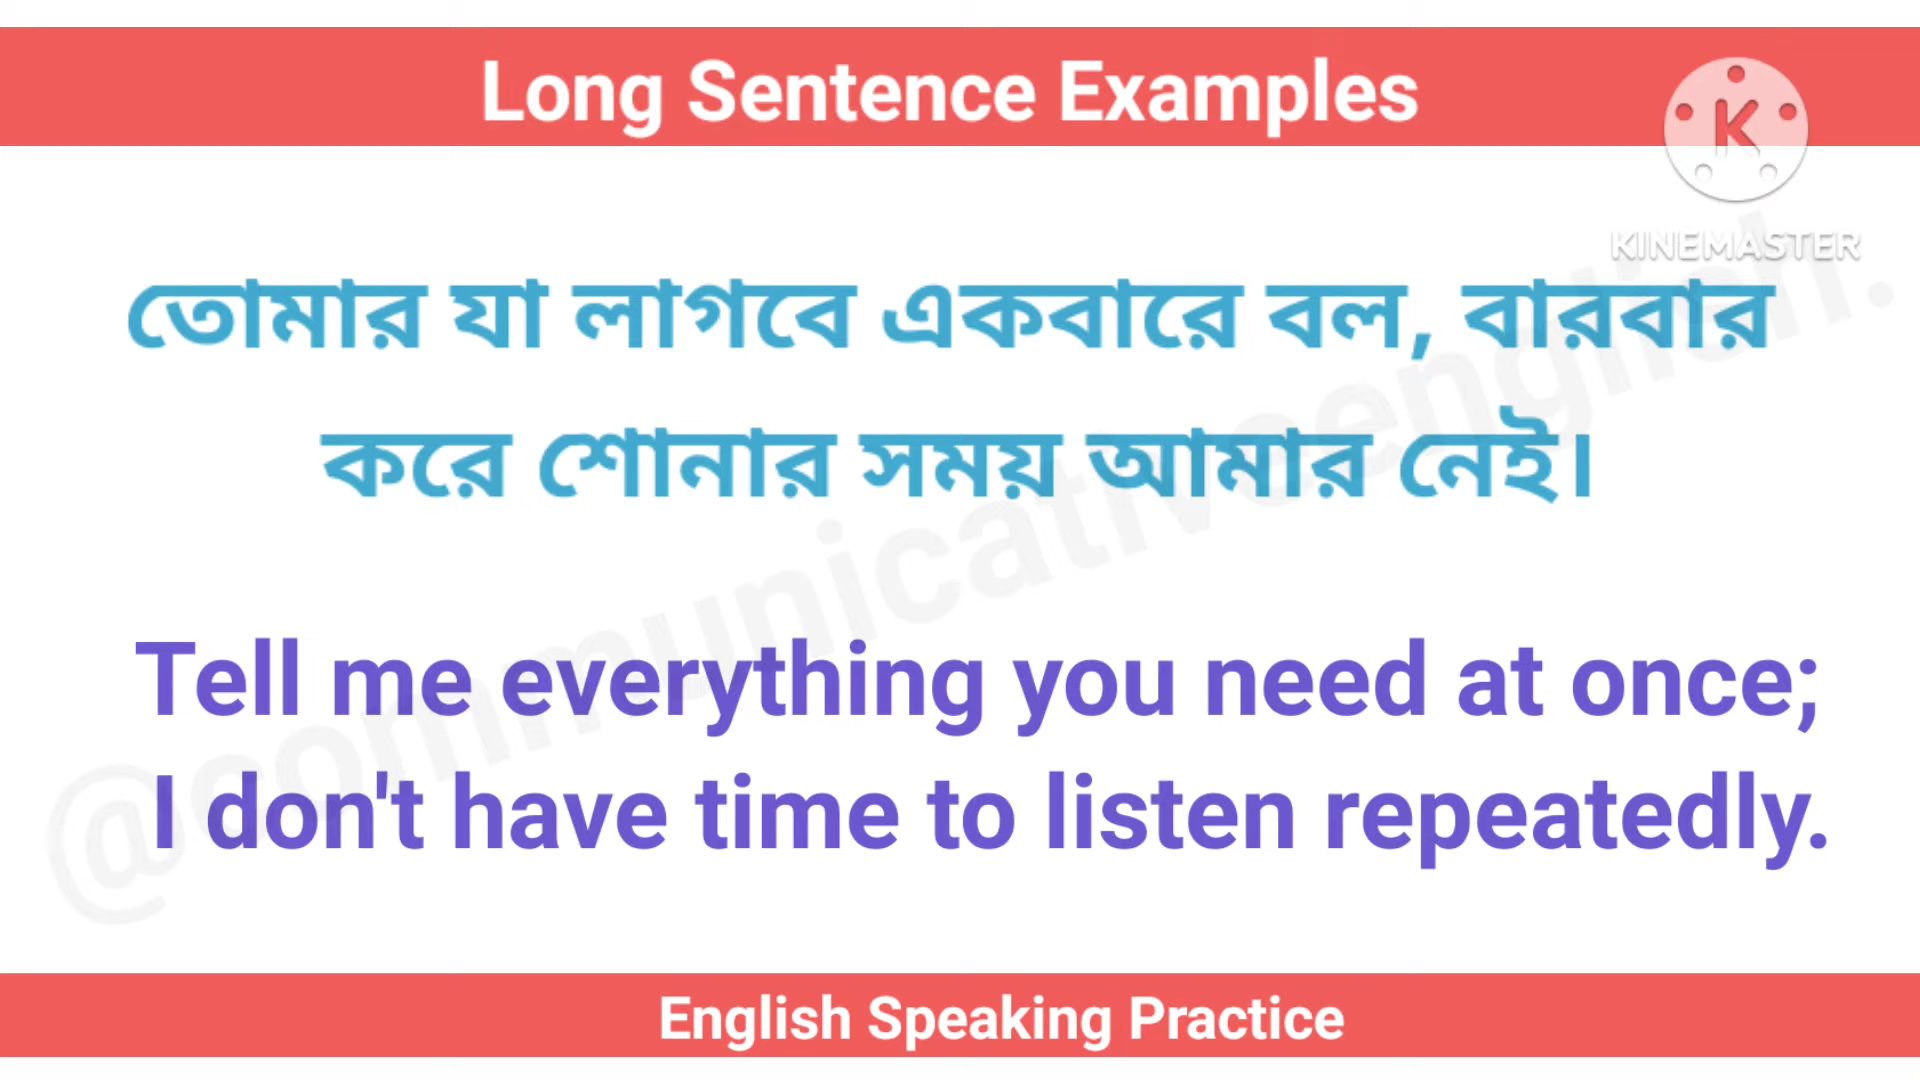 Long Sentence Examples
KINEMASTER
তোমার যা লাগবে একবারে বল, বারবার
করে শোনার সময় আমার নেই।
Tell me everything you need at once;
I don't have time to listen repeatedly.
@communicativeenglish.
English Speaking Practice